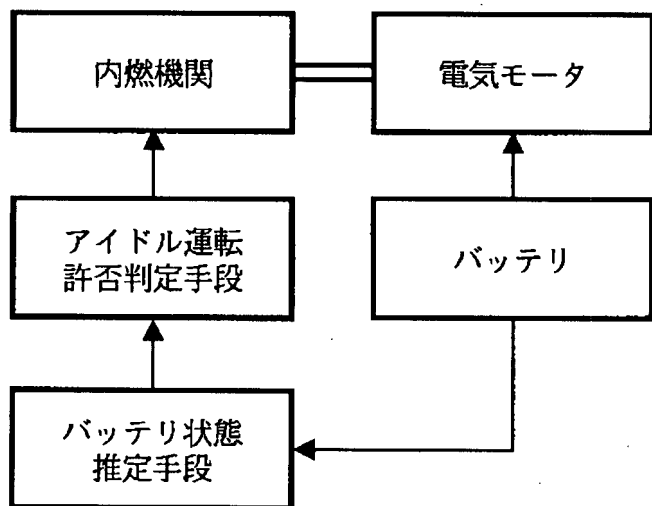 内燃機関
電気モータ
アイドル運転
許否判定手段
バッテリ
バッテリ状態
推定手段